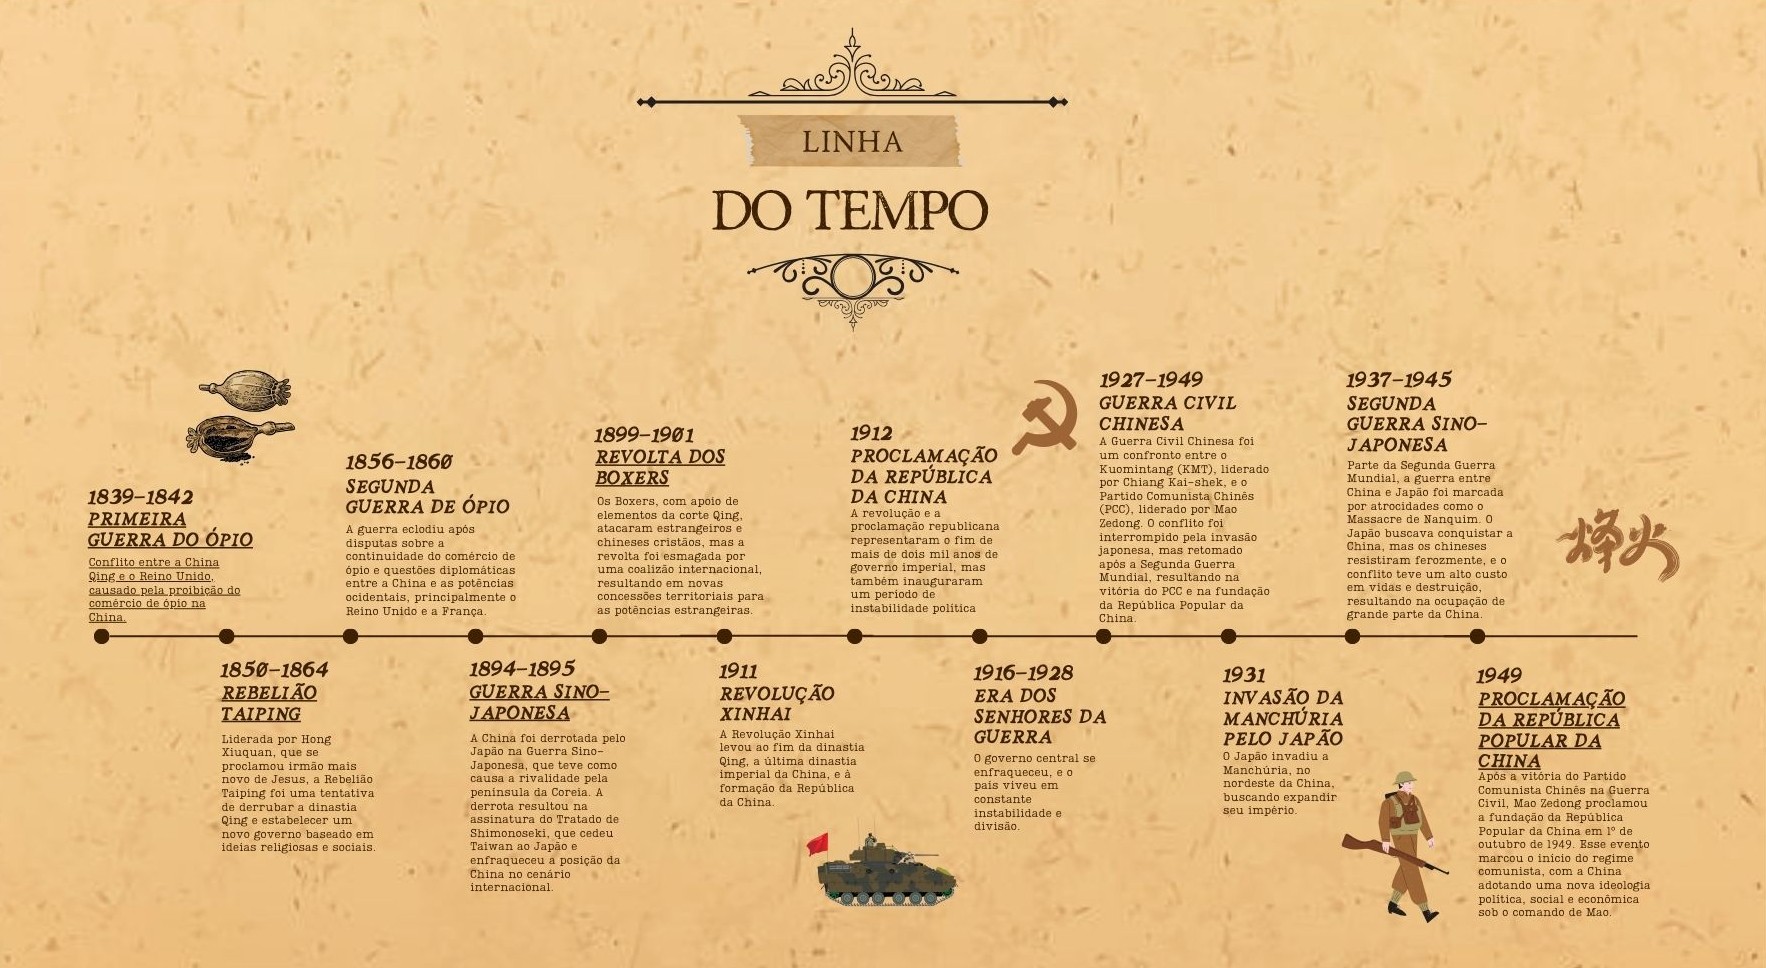 LINHA
DO TEMPO
1839-1842
PRIMEIRA
GUERRA DO ÓPIO
Conflito entre a China
Qing e o Reino Unido,
causado pela proibição do
comércio de ópio na
China.
1850-1864
REBELIÃO
TAIPING
Liderada por Hong
Xiuquan, que se
proclamou irmão mais
novo de Jesus, a Rebelião
Taiping foi uma tentativa
de derrubar a dinastia
Qing e estabelecer um
novo governo baseado em
ideias religiosas e sociais.
1856-1860
SEGUNDA
GUERRA DE ÓPIO
A guerra eclodiu após
disputas sobre a
continuidade do comércio de
ópio e questões diplomáticas
entre a China e as potências
ocidentais, principalmente o
Reino Unido e a França.
1894-1895
GUERRA SINO-
JAPONESA
A China foi derrotada pelo
Japão na Guerra Sino-
Japonesa, que teve como
causa a rivalidade pela
península da Coreia. A
derrota resultou na
assinatura do Tratado de
Shimonoseki, que cedeu
Taiwan ao Japão e
enfraqueceu a posição da
China no cenário
internacional.
1899-1901
REVOLTA DOS
BOXERS
Os Boxers, com apoio de
elementos da corte Qing,
atacaram estrangeiros e
chineses cristãos, mas a
revolta foi esmagada por
uma coalizão internacional,
resultando em novas
concessões territoriais para
as potências estrangeiras.
1911
REVOLUÇÃO
XINHAI
A Revolução Xinhai
levou ao fim da dinastia
Qing, a última dinastia
imperial da China, e à
formação da República
da China.
1912
PROCLAMAÇÃO
DA REPÚBLICA
DA CHINA
A revolução e a
proclamação republicana
representaram o fim de
mais de dois mil anos de
governo imperial, mas
também inauguraram
um período de
instabilidade política
1916-1928
ERA DOS
SENHORES DA
GUERRA
O governo central se
enfraqueceu, e o
país viveu em
constante
instabilidade e
divisão.
1927-1949
GUERRA CIVIL
CHINESA
A Guerra Civil Chinesa foi
um confronto entre o
Kuomintang (KMT), liderado
por Chiang Kai-shek, e o
Partido Comunista Chinês
(PCC), liderado por Mao
Zedong. O conflito foi
interrompido pela invasão
japonesa, mas retomado
após a Segunda Guerra
Mundial, resultando na
vitória do PCC e na fundação
da República Popular da
China.
1931
INVASÃO DA
MANCHÚRIA
PELO JAPÃO
O Japão invadiu a
Manchúria, no
nordeste da China,
buscando expandir
seu império.
1937-1945
SEGUNDA
GUERRA SINO-
JAPONESA
Parte da Segunda Guerra
Mundial, a guerra entre
China e Japão foi marcada
por atrocidades como o
Massacre de Nanquim. O
Japão buscava conquistar a
China, mas os chineses
resistiram ferozmente, e o
conflito teve um alto custo
em vidas e destruição,
resultando na ocupação de
grande parte da China.
烽火
1949
PROCLAMAÇÃO
DA REPÚBLICA
POPULAR DA
CHINA
Após a vitória do Partido
Comunista Chinês na Guerra
Civil, Mao Zedong proclamou
a fundação da República
Popular da China em 1º de
outubro de 1949. Esse evento
marcou o início do regime
comunista, com a China
adotando uma nova ideologia
política, social e econômica
sob o comando de Mao.